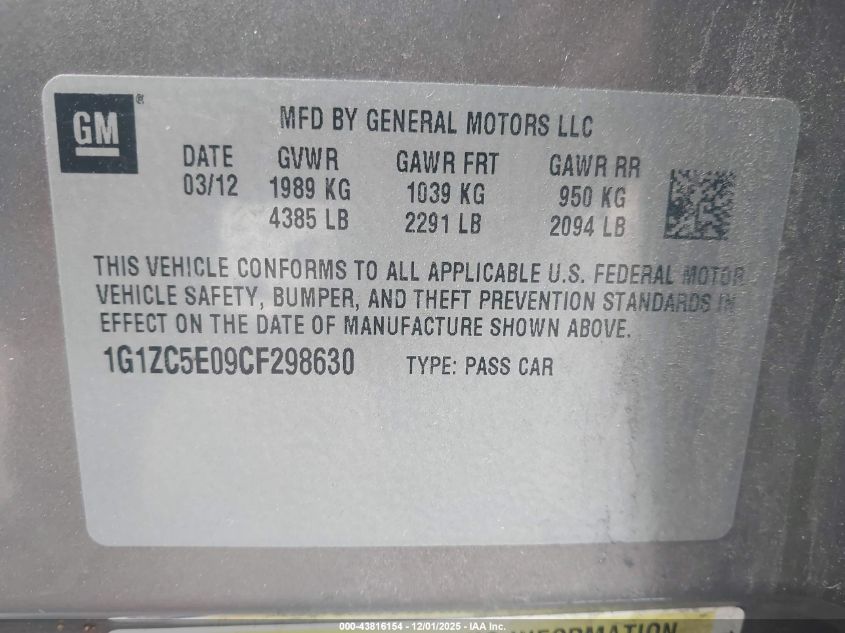 GM®
MFD BY GENERAL MOTORS LLC
DATE GVWR GAWR FRT GAWR RR
03/12 1989 KG 1039 KG 950 KG
4385 LB 2291 LB 2094 LB
THIS VEHICLE CONFORMS TO ALL APPLICABLE U.S. FEDERAL MOTOR
VEHICLE SAFETY, BUMPER, AND THEFT PREVENTION STANDARDS IN
EFFECT ON THE DATE OF MANUFACTURE SHOWN ABOVE.
1G1ZC5E09CF298630 TYPE: PASS CAR
INFORMATION
000-43816154 - 12/01/2025 - IAA Inc.